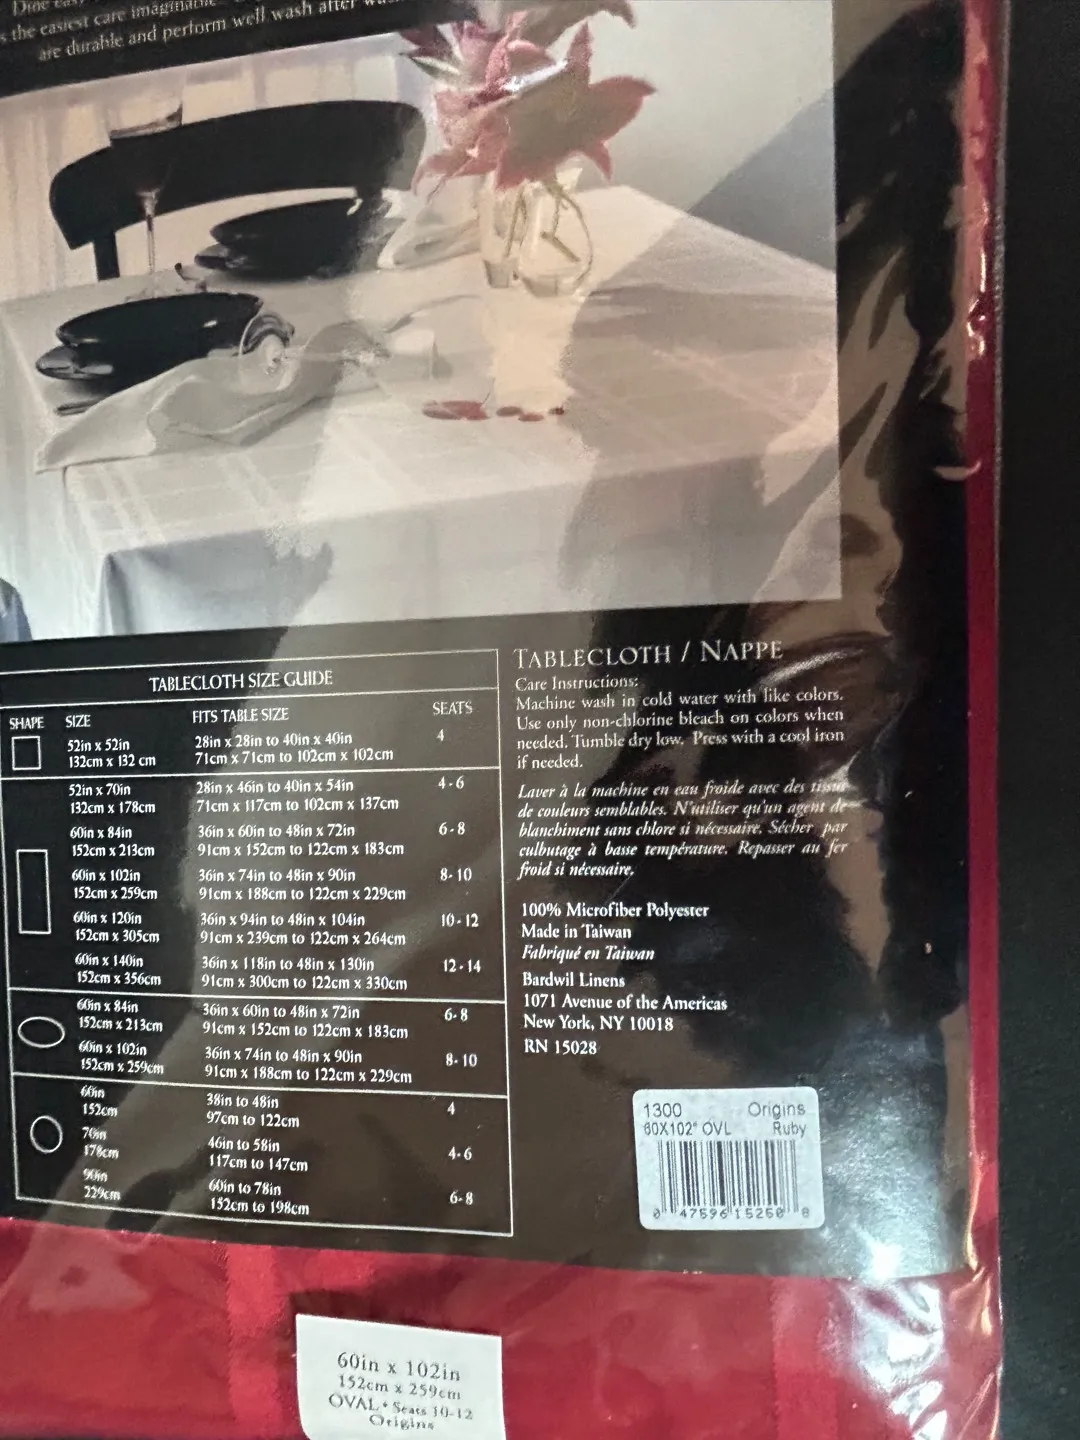 Dine easy
the easiest care imaginable
are durable and perform well wash after
TABLECLOTH SIZE GUIDE
SHAPE SIZE FITS TABLE SIZE SEATS
52in x 52in 28in x 28in to 40in x 40in 4
132cm x 132 cm 71cm x 71cm to 102cm x 102cm
52in x 70in 28in x 46in to 40in x 54in 4-6
132cm x 178cm 71cm x 117cm to 102cm x 137cm
60in x 84in 36in x 60in to 48in x 72in 6-8
152cm x 213cm 91cm x 152cm to 122cm x 183cm
60in x 102in 36in x 74in to 48in x 90in 8-10
152cm x 259cm 91cm x 188cm to 122cm x 229cm
60in x 120in 36in x 94in to 48in x 104in 10-12
152cm x 305cm 91cm x 239cm to 122cm x 264cm
60in x 140in 36in x 118in to 48in x 130in 12-14
152cm x 356cm 91cm x 300cm to 122cm x 330cm
60in x 84in 36in x 60in to 48in x 72in 6-8
152cm x 213cm 91cm x 152cm to 122cm x 183cm
60in x 102in 36in x 74in to 48in x 90in 8-10
152cm x 259cm 91cm x 188cm to 122cm x 229cm
60in 38in to 48in 4
152cm 97cm to 122cm
70in 46in to 58in 4-6
178cm 117cm to 147cm
90in 60in to 78in 6-8
229cm 152cm to 198cm
TABLECLOTH / NAPPE
Care Instructions:
Machine wash in cold water with like colors.
Use only non-chlorine bleach on colors when
needed. Tumble dry low. Press with a cool iron
if needed.
Laver à la machine en eau froide avec des tissus
de couleurs semblables. N'utiliser qu'un agent de
blanchiment sans chlore si nécessaire. Sécher par
culbutage à basse température. Repasser au fer
froid si nécessaire.
100% Microfiber Polyester
Made in Taiwan
Fabriqué en Taiwan
Bardwil Linens
1071 Avenue of the Americas
New York, NY 10018
RN 15028
1300 Origins
60X102" OVL Ruby
0 47596 15250 8
60in x 102in
152cm x 259cm
OVAL • Seats 10-12
Origins